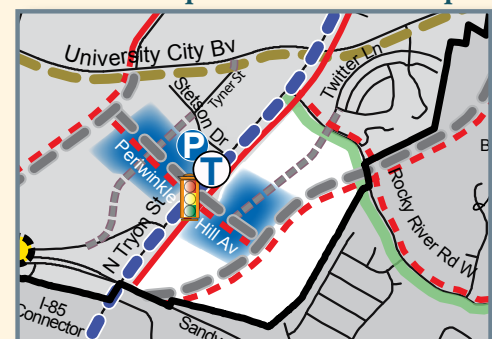 University City Bv
Tyner St
Stetson Dr
Twitter Ln
P
T
Periwinkle
Hill Av
N Tryon St
Rocky River Rd W
I-85
Connector
Sandy
B